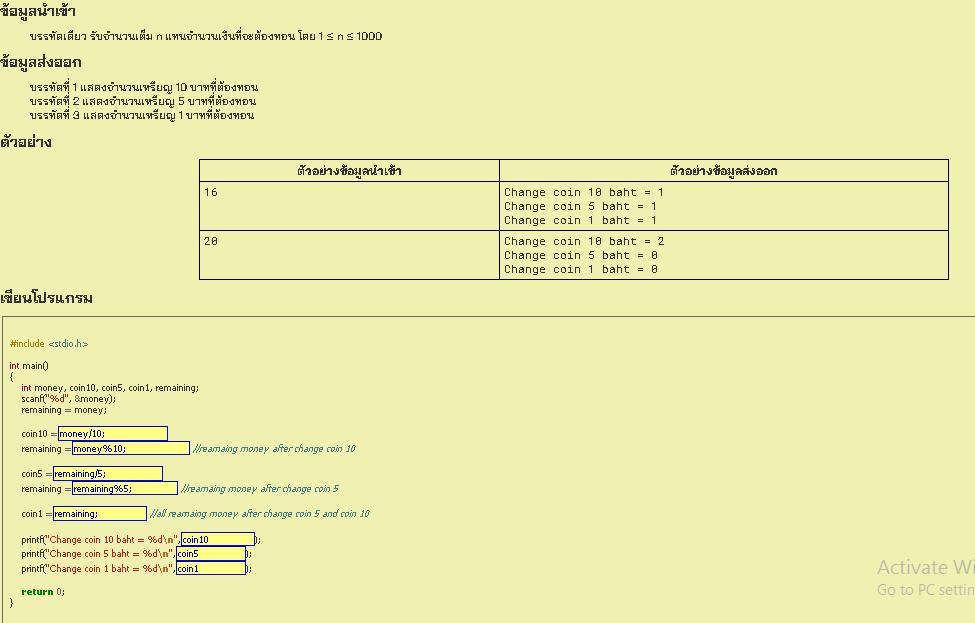 ข้อมูลนำเข้า
บรรทัดเดียว รับจำนวนเต็ม n แทนจำนวนเงินที่จะต้องทอน โดย 1 ≤ n ≤ 1000
ข้อมูลส่งออก
บรรทัดที่ 1 แสดงจำนวนเหรียญ 10 บาทที่ต้องทอน
บรรทัดที่ 2 แสดงจำนวนเหรียญ 5 บาทที่ต้องทอน
บรรทัดที่ 3 แสดงจำนวนเหรียญ 1 บาทที่ต้องทอน
ตัวอย่าง
ตัวอย่างข้อมูลนำเข้า ตัวอย่างข้อมูลส่งออก
16 Change coin 10 baht = 1
Change coin 5 baht = 1
Change coin 1 baht = 1
20 Change coin 10 baht = 2
Change coin 5 baht = 0
Change coin 1 baht = 0
เขียนโปรแกรม
#include <stdio.h>
int main()
{
int money, coin10, coin5, coin1, remaining;
scanf("%d", &money);
remaining = money;
coin10 = money/10;
remaining = money%10; //reamaing money after change coin 10
coin5 = remaining/5;
remaining = remaining%5; //reamaing money after change coin 5
coin1 = remaining; //all reamaing money after change coin 5 and coin 10
printf("Change coin 10 baht = %d\n", coin10 );
printf("Change coin 5 baht = %d\n", coin5 );
printf("Change coin 1 baht = %d\n", coin1 );
return 0;
}
Activate Wi
Go to PC settin